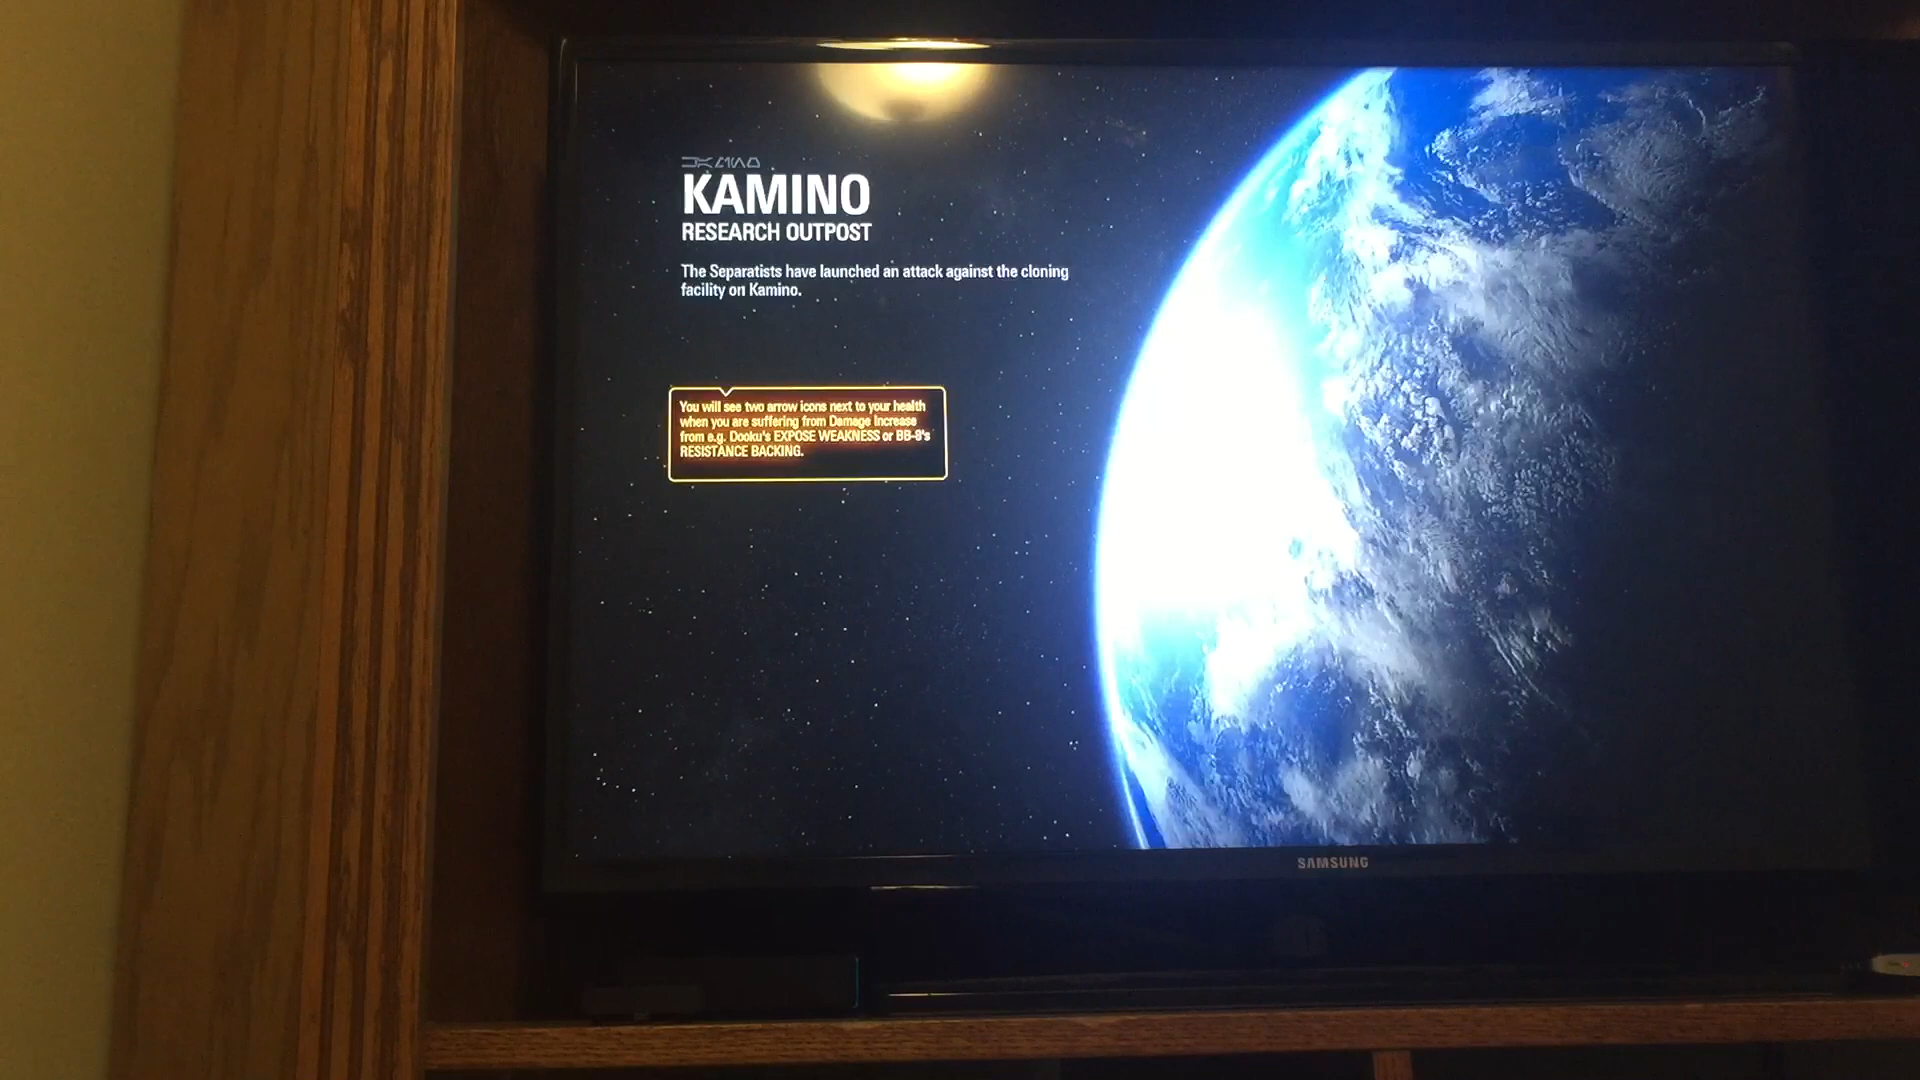 KAMINO
RESEARCH OUTPOST
The Separatists have launched an attack against the cloning
facility on Kamino.
You will see two arrow icons next to your health
when you are suffering from Damage Increase
from e.g. Dooku's EXPOSE WEAKNESS or BB-9's
RESISTANCE BACKING.
SAMSUNG